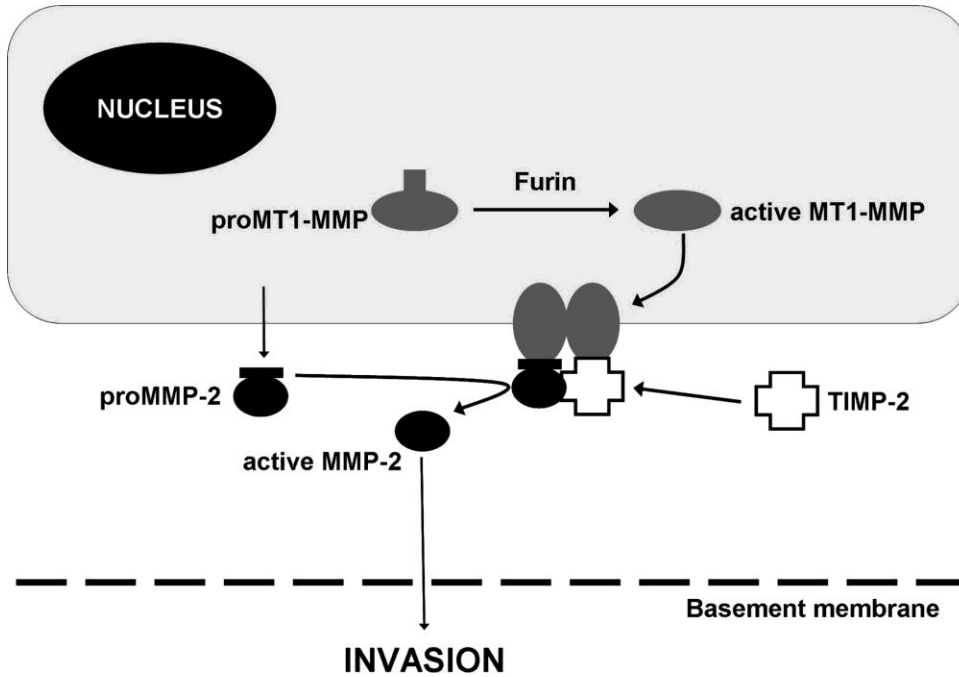 NUCLEUS
Furin
proMT1-MMP
active MT1-MMP
proMMP-2
TIMP-2
active MMP-2
Basement membrane
INVASION